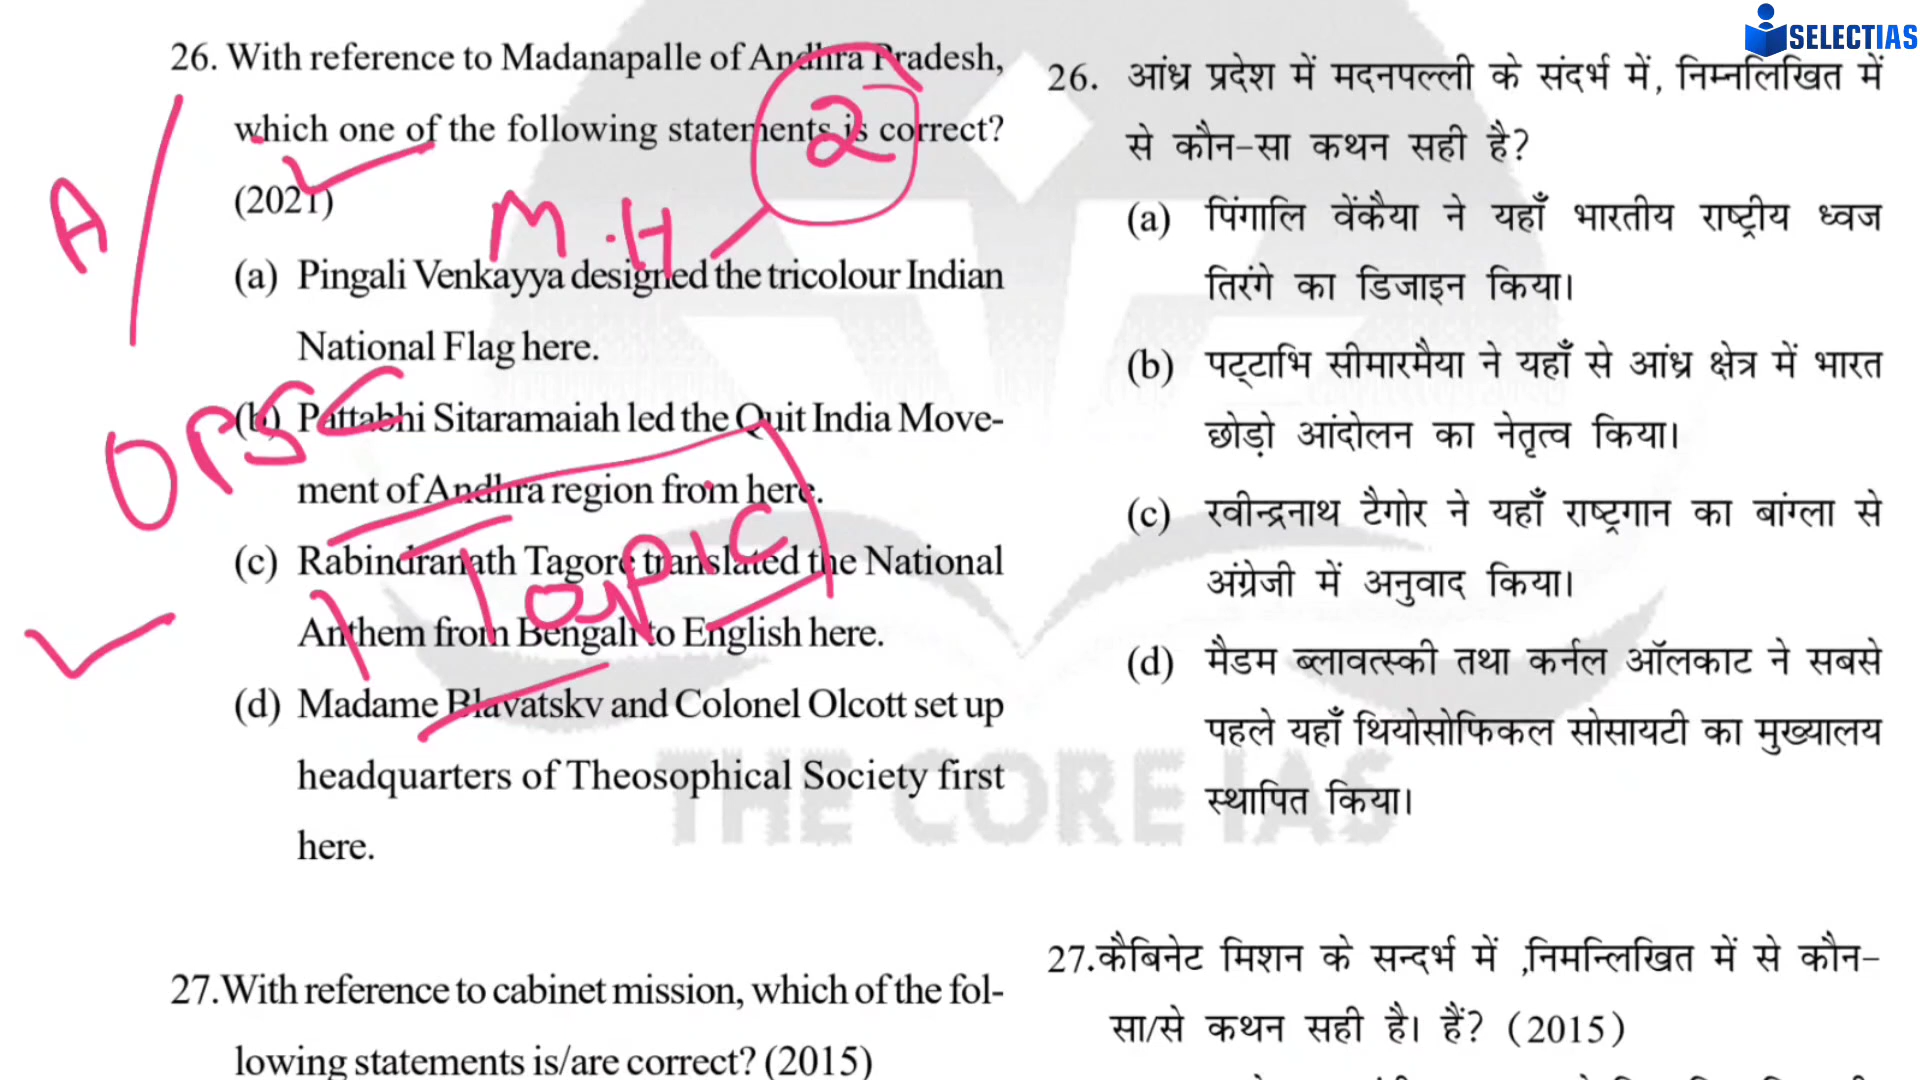 SELECTIAS
26. With reference to Madanapalle of Andhra Pradesh,
which one of the following statements is correct?
(2021)
(a) Pingali Venkayya designed the tricolour Indian
National Flag here.
(b) Pattabhi Sitaramaiah led the Quit India Move-
ment of Andhra region from here.
(c) Rabindranath Tagore translated the National
Anthem from Bengali to English here.
(d) Madame Blavatsky and Colonel Olcott set up
headquarters of Theosophical Society first
here.
27.With reference to cabinet mission, which of the fol-
lowing statements is/are correct? (2015)
26. आंध्र प्रदेश में मदनपल्ली के संदर्भ में, निम्नलिखित में
से कौन-सा कथन सही है?
(a) पिंगालि वेंकैया ने यहाँ भारतीय राष्ट्रीय ध्वज
तिरंगे का डिजाइन किया।
(b) पट्टाभि सीमारमैया ने यहाँ से आंध्र क्षेत्र में भारत
छोड़ो आंदोलन का नेतृत्व किया।
(c) रवीन्द्रनाथ टैगोर ने यहाँ राष्ट्रगान का बांग्ला से
अंग्रेजी में अनुवाद किया।
(d) मैडम ब्लावत्स्की तथा कर्नल ऑलकाट ने सबसे
पहले यहाँ थियोसोफिकल सोसायटी का मुख्यालय
स्थापित किया।
27.कैबिनेट मिशन के सन्दर्भ में ,निमन्लिखित में से कौन-
सा/से कथन सही है। हैं? (2015)
A
2
M.H
OPSC
1 Topic
THE CORE IAS